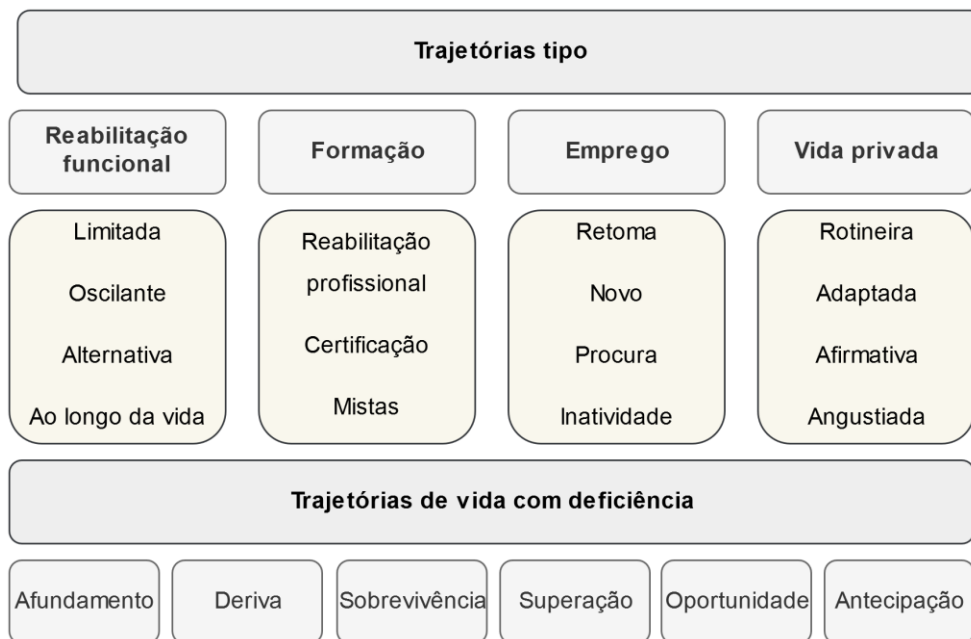 Trajetórias tipo
Reabilitação
funcional
Formação
Emprego
Vida privada
Limitada
Oscilante
Alternativa
Ao longo da vida
Reabilitação
profissional
Certificação
Mistas
Retoma
Novo
Procura
Inatividade
Rotineira
Adaptada
Afirmativa
Angustiada
Trajetórias de vida com deficiência
Afundamento
Deriva
Sobrevivência
Superação
Oportunidade
Antecipação